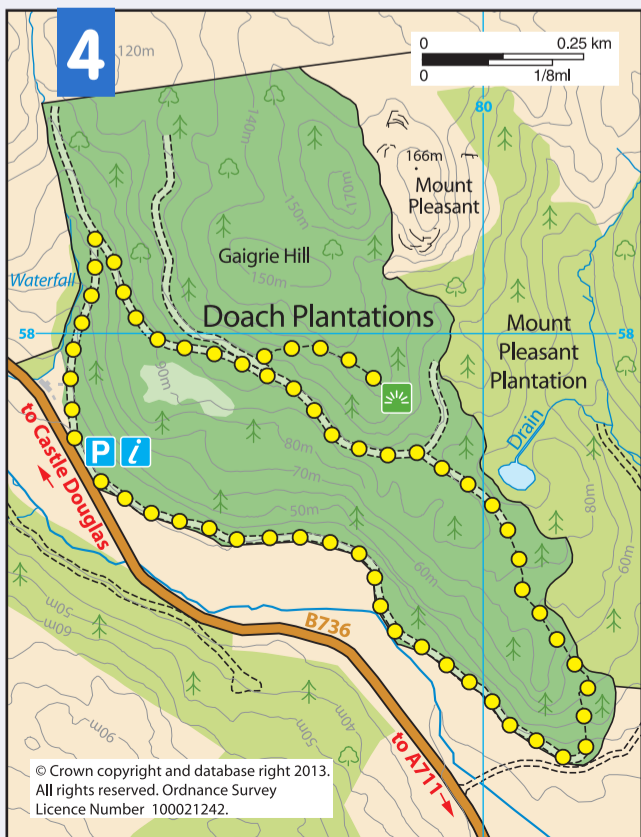 4
120m
0 0.25 km
0 1/8ml
80
140m
166m
Mount
Pleasant
170m
150m
Gaigrie Hill
150m
Waterfall
Doach Plantations
58
58
Mount
Pleasant
Plantation
90m
to Castle Douglas
P i
Drain
80m
70m
50m
80m
60m
60m
50m
60m
B736
40m
50m
90m
to A711
© Crown copyright and database right 2013.
All rights reserved. Ordnance Survey
Licence Number 100021242.